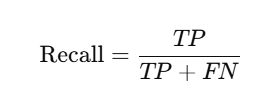 Recall = TP / TP + FN